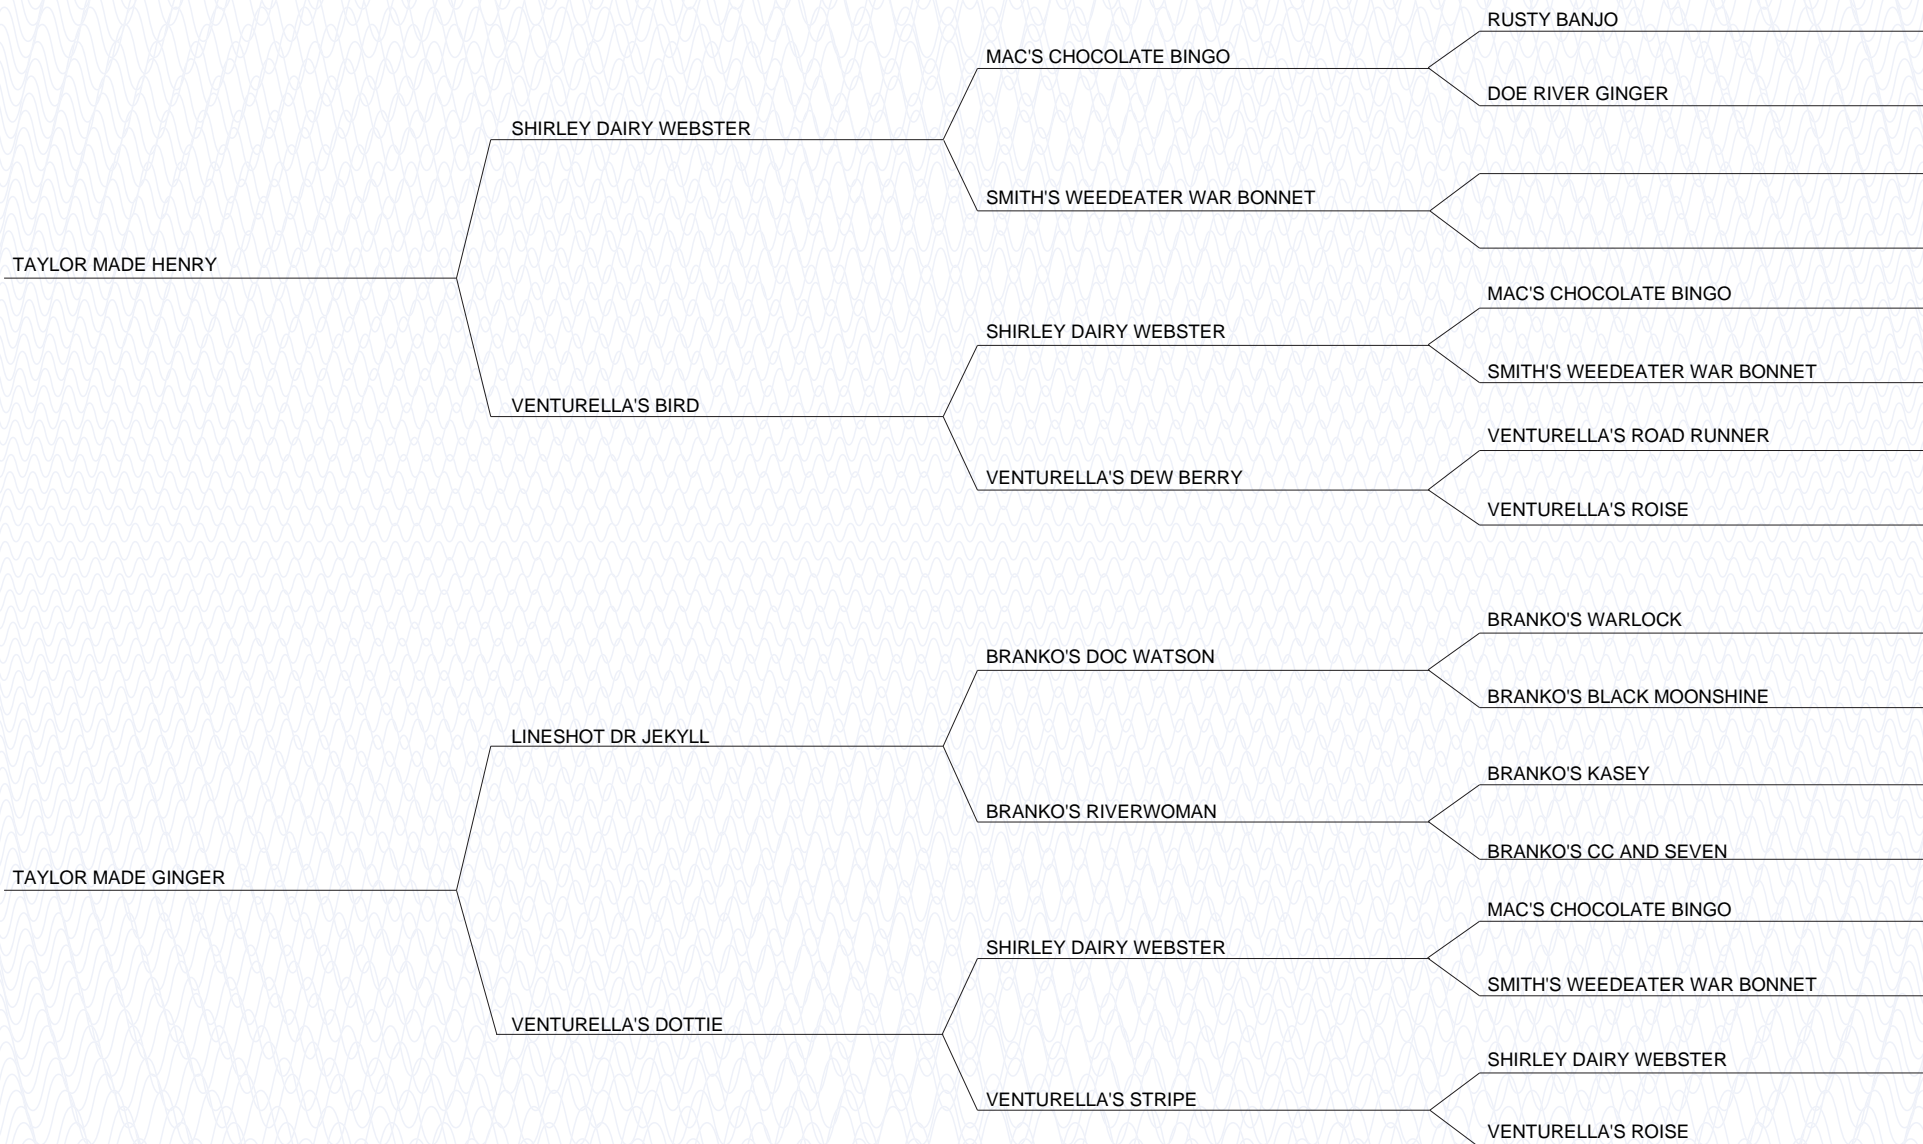 RUSTY BANJO
MAC'S CHOCOLATE BINGO
DOE RIVER GINGER
SHIRLEY DAIRY WEBSTER
SMITH'S WEEDEATER WAR BONNET
TAYLOR MADE HENRY
MAC'S CHOCOLATE BINGO
SHIRLEY DAIRY WEBSTER
SMITH'S WEEDEATER WAR BONNET
VENTURELLA'S BIRD
VENTURELLA'S ROAD RUNNER
VENTURELLA'S DEW BERRY
VENTURELLA'S ROISE
BRANKO'S WARLOCK
BRANKO'S DOC WATSON
BRANKO'S BLACK MOONSHINE
LINESHOT DR JEKYLL
BRANKO'S KASEY
BRANKO'S RIVERWOMAN
BRANKO'S CC AND SEVEN
TAYLOR MADE GINGER
MAC'S CHOCOLATE BINGO
SHIRLEY DAIRY WEBSTER
SMITH'S WEEDEATER WAR BONNET
VENTURELLA'S DOTTIE
SHIRLEY DAIRY WEBSTER
VENTURELLA'S STRIPE
VENTURELLA'S ROISE